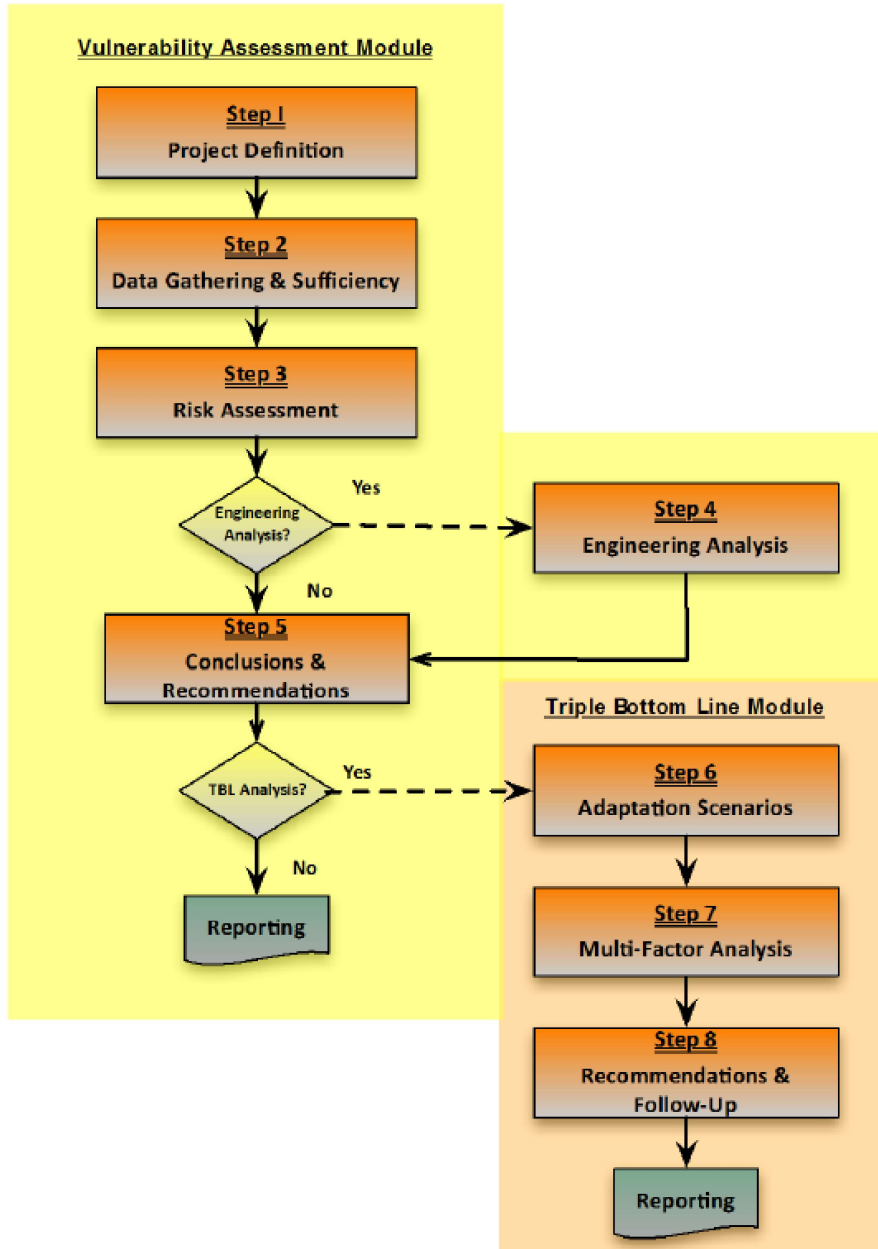 Vulnerability Assessment Module
Step I
Project Definition
Step 2
Data Gathering & Sufficiency
Step 3
Risk Assessment
Engineering
Analysis?
Yes
No
Step 4
Engineering Analysis
Step 5
Conclusions &
Recommendations
TBL Analysis?
Yes
No
Reporting
Triple Bottom Line Module
Step 6
Adaptation Scenarios
Step 7
Multi-Factor Analysis
Step 8
Recommendations &
Follow-Up
Reporting